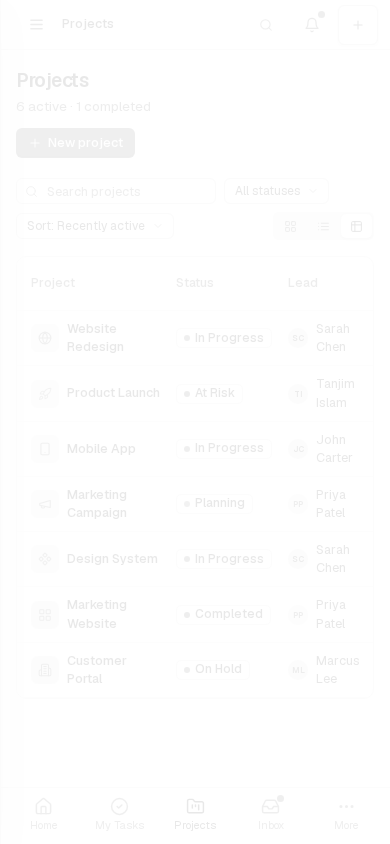 Projects
Projects
6 active · 1 completed
New project
Search projects
All statuses
Sort: Recently active
Project Status Lead
Website Redesign In Progress SC Sarah Chen
Product Launch At Risk TI Tanjim Islam
Mobile App In Progress JC John Carter
Marketing Campaign Planning PP Priya Patel
Design System In Progress SC Sarah Chen
Marketing Website Completed PP Priya Patel
Customer Portal On Hold ML Marcus Lee
Home My Tasks Projects Inbox More